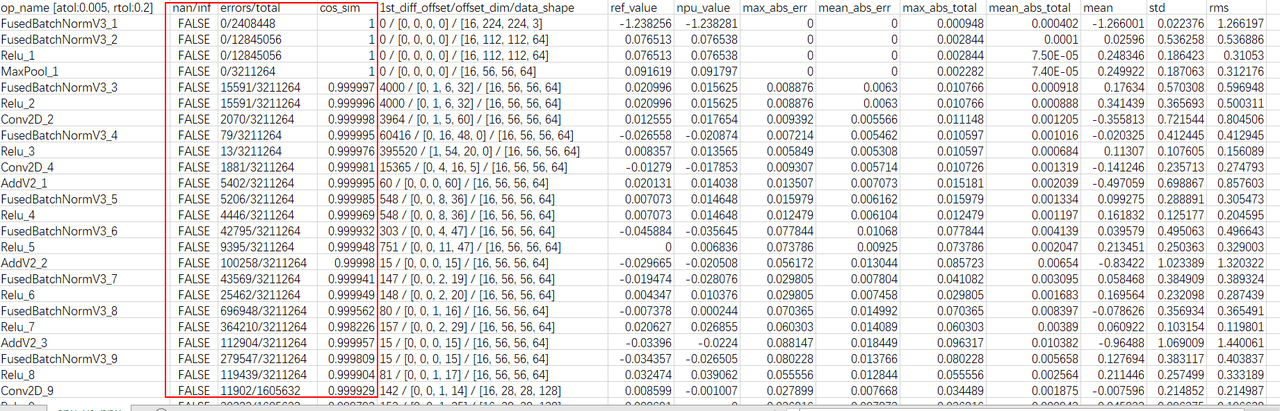 op_name [atol:0.005, rtol:0.2] nan/inf errors/total cos_sim 1st_diff_offset/offset_dim/data_shape ref_value npu_value max_abs_err mean_abs_err max_abs_total mean_abs_total mean std rms
FusedBatchNormV3_1 FALSE 0/2408448 1 0 / [0, 0, 0, 0] / [16, 224, 224, 3] -1.238256 -1.238281 0 0 0.000948 0.000402 -1.266001 0.022376 1.266197
FusedBatchNormV3_2 FALSE 0/12845056 1 0 / [0, 0, 0, 0] / [16, 112, 112, 64] 0.076513 0.076538 0 0 0.002844 0.0001 0.02596 0.536258 0.536886
Relu_1 FALSE 0/12845056 1 0 / [0, 0, 0, 0] / [16, 112, 112, 64] 0.076513 0.076538 0 0 0.002844 7.50E-05 0.248346 0.186423 0.31053
MaxPool_1 FALSE 0/3211264 1 0 / [0, 0, 0, 0] / [16, 56, 56, 64] 0.091619 0.091797 0 0 0.002282 7.40E-05 0.249922 0.187063 0.312176
FusedBatchNormV3_3 FALSE 15591/3211264 0.999997 4000 / [0, 1, 6, 32] / [16, 56, 56, 64] 0.020996 0.015625 0.008876 0.0063 0.010766 0.000918 0.17634 0.570308 0.596948
Relu_2 FALSE 15591/3211264 0.999996 4000 / [0, 1, 6, 32] / [16, 56, 56, 64] 0.020996 0.015625 0.008876 0.0063 0.010766 0.000888 0.341439 0.365693 0.500311
Conv2D_2 FALSE 2070/3211264 0.999998 3964 / [0, 1, 5, 60] / [16, 56, 56, 64] 0.012555 0.017654 0.009392 0.005566 0.011148 0.001205 -0.355813 0.721544 0.804506
FusedBatchNormV3_4 FALSE 79/3211264 0.999994 60416 / [0, 16, 48, 0] / [16, 56, 56, 64] -0.026558 -0.020874 0.007214 0.005462 0.010597 0.001016 -0.020325 0.412445 0.412945
Relu_3 FALSE 13/3211264 0.999976 395520 / [1, 54, 20, 0] / [16, 56, 56, 64] 0.008357 0.013565 0.005849 0.005308 0.010597 0.000684 0.11307 0.107605 0.156089
Conv2D_4 FALSE 1881/3211264 0.999981 15365 / [0, 4, 16, 5] / [16, 56, 56, 64] -0.01279 -0.017853 0.009307 0.005714 0.010726 0.001319 -0.141246 0.235713 0.274793
AddV2_1 FALSE 5402/3211264 0.999995 60 / [0, 0, 0, 60] / [16, 56, 56, 64] 0.020131 0.014038 0.013507 0.007073 0.015181 0.002039 -0.497059 0.698867 0.857603
FusedBatchNormV3_5 FALSE 5206/3211264 0.999985 548 / [0, 0, 8, 36] / [16, 56, 56, 64] 0.007073 0.014648 0.015979 0.006162 0.015979 0.001334 0.099275 0.288891 0.305473
Relu_4 FALSE 4446/3211264 0.999969 548 / [0, 0, 8, 36] / [16, 56, 56, 64] 0.007073 0.014648 0.012479 0.006104 0.012479 0.001197 0.161832 0.125177 0.204595
FusedBatchNormV3_6 FALSE 42795/3211264 0.999932 303 / [0, 0, 4, 47] / [16, 56, 56, 64] -0.045884 -0.035645 0.077844 0.01068 0.077844 0.004139 0.039579 0.495063 0.496643
Relu_5 FALSE 9395/3211264 0.999948 751 / [0, 0, 11, 47] / [16, 56, 56, 64] 0 0.006836 0.073786 0.00925 0.073786 0.002047 0.213451 0.250363 0.329003
AddV2_2 FALSE 100258/3211264 0.99998 15 / [0, 0, 0, 15] / [16, 56, 56, 64] -0.029665 -0.020508 0.056172 0.013044 0.085723 0.00654 -0.83422 1.023389 1.320322
FusedBatchNormV3_7 FALSE 43569/3211264 0.999941 147 / [0, 0, 2, 19] / [16, 56, 56, 64] -0.019474 -0.028076 0.029805 0.007804 0.041082 0.003095 0.058468 0.384909 0.389324
Relu_6 FALSE 25462/3211264 0.999949 148 / [0, 0, 2, 20] / [16, 56, 56, 64] 0.004347 0.010376 0.029805 0.007458 0.029805 0.001683 0.169564 0.232098 0.287439
FusedBatchNormV3_8 FALSE 696948/3211264 0.999562 80 / [0, 0, 1, 16] / [16, 56, 56, 64] -0.007378 0.000244 0.070365 0.014992 0.070365 0.008397 -0.078626 0.356934 0.365491
Relu_7 FALSE 364210/3211264 0.998226 157 / [0, 0, 2, 29] / [16, 56, 56, 64] 0.020627 0.026855 0.060303 0.014089 0.060303 0.00389 0.060922 0.103154 0.119801
AddV2_3 FALSE 112904/3211264 0.999957 15 / [0, 0, 0, 15] / [16, 56, 56, 64] -0.03396 -0.0224 0.088147 0.018449 0.096317 0.010382 -0.96488 1.069009 1.440061
FusedBatchNormV3_9 FALSE 279547/3211264 0.999809 15 / [0, 0, 0, 15] / [16, 56, 56, 64] -0.034357 -0.026505 0.080228 0.013766 0.080228 0.005658 0.127694 0.383117 0.403837
Relu_8 FALSE 119439/3211264 0.999904 81 / [0, 0, 1, 17] / [16, 56, 56, 64] 0.032474 0.039062 0.055556 0.012844 0.055556 0.002564 0.211446 0.257499 0.333189
Conv2D_9 FALSE 11902/1605632 0.999929 142 / [0, 0, 1, 14] / [16, 28, 28, 128] 0.008599 -0.001007 0.027899 0.007668 0.034489 0.001875 -0.007596 0.214852 0.214987